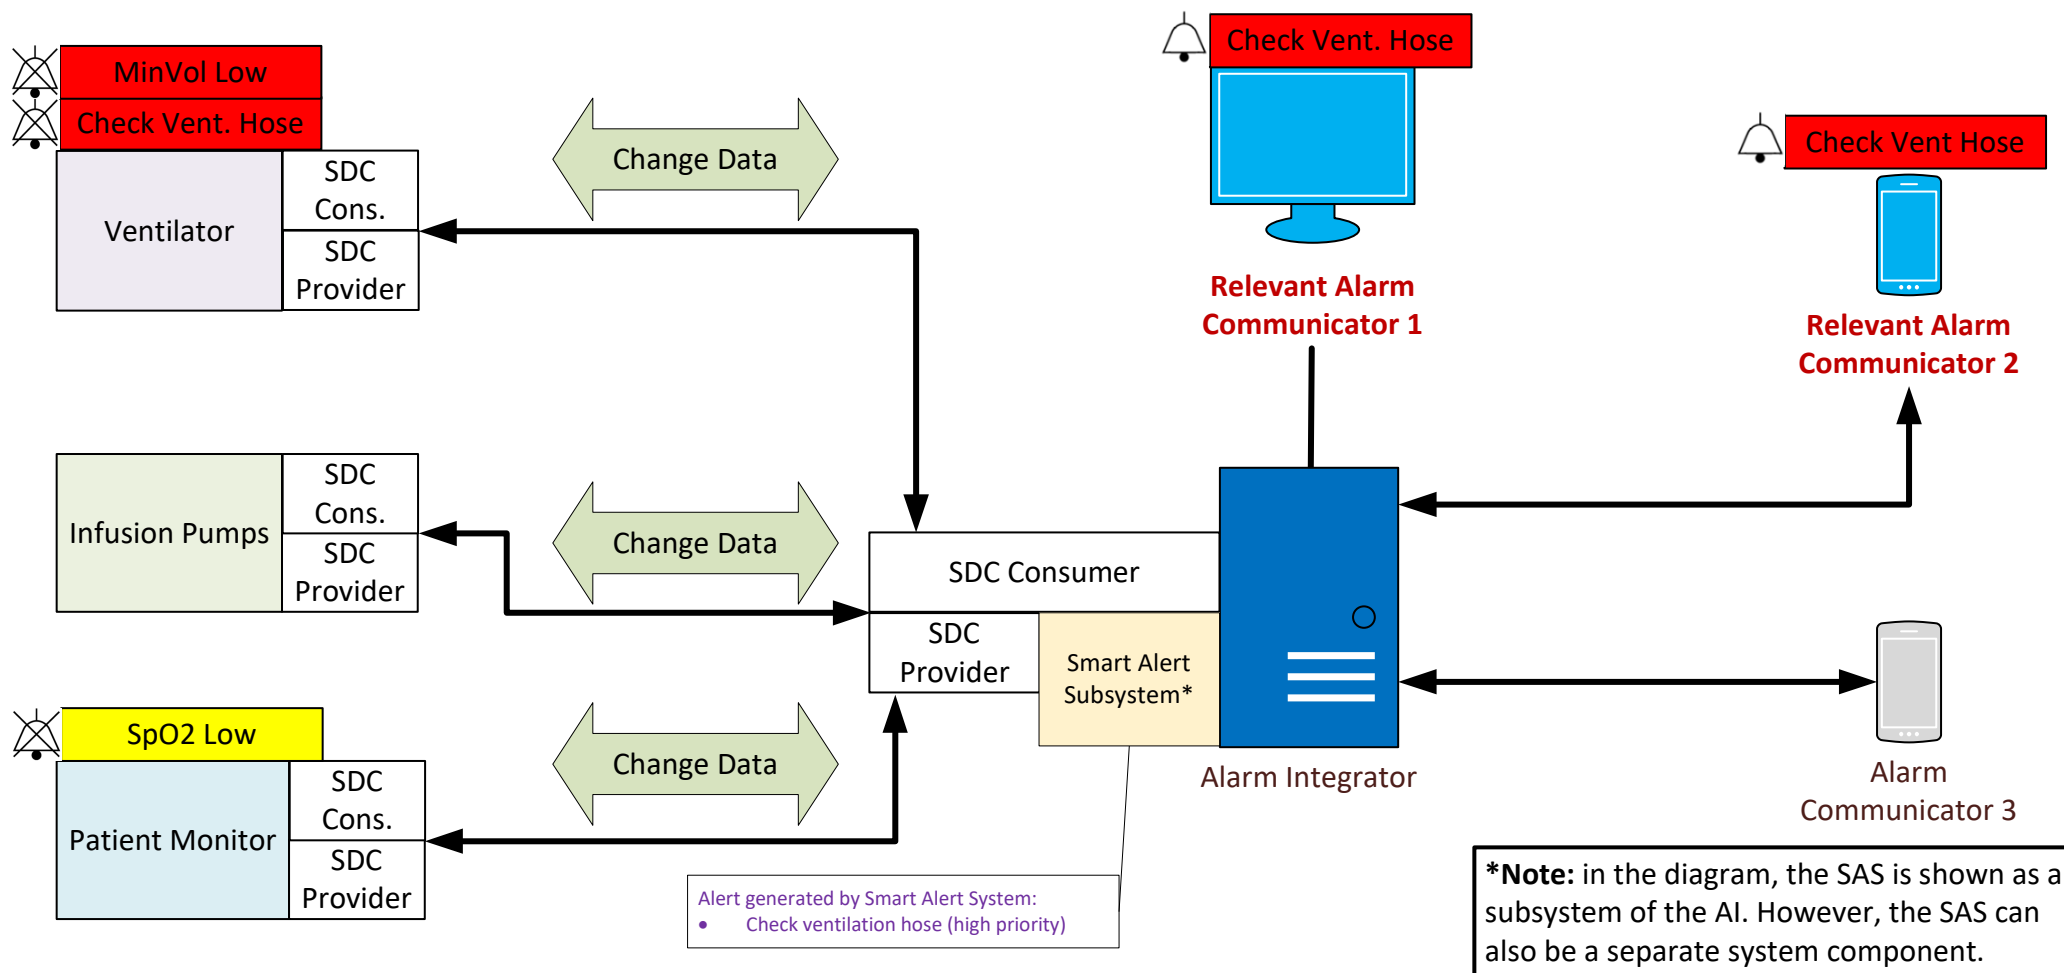 MinVol Low
Check Vent. Hose
Ventilator
SDC
Cons.
SDC
Provider
Change Data
Check Vent. Hose
Relevant Alarm
Communicator 1
Check Vent Hose
Relevant Alarm
Communicator 2
Infusion Pumps
SDC
Cons.
SDC
Provider
Change Data
SDC Consumer
SDC
Provider
Smart Alert
Subsystem*
Alarm Integrator
Alarm
Communicator 3
SpO2 Low
Patient Monitor
SDC
Cons.
SDC
Provider
Change Data
Alert generated by Smart Alert System:
• Check ventilation hose (high priority)
*Note: in the diagram, the SAS is shown as a
subsystem of the AI. However, the SAS can
also be a separate system component.